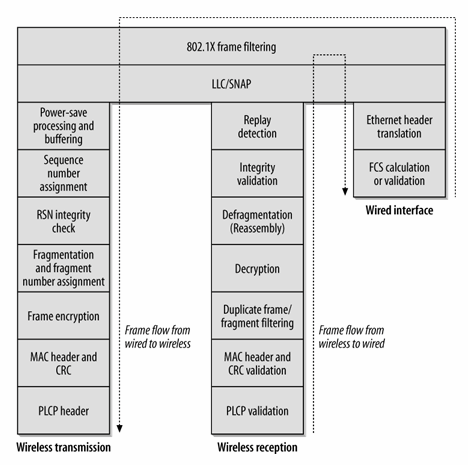 802.1X frame filtering
LLC/SNAP
Power-save
processing and
buffering
Sequence
number
assignment
RSN integrity
check
Fragmentation
and fragment
number assignment
Frame encryption
MAC header and
CRC
PLCP header
Wireless transmission
Frame flow from
wired to wireless
Replay
detection
Integrity
validation
Defragmentation
(Reassembly)
Decryption
Duplicate frame/
fragment filtering
MAC header and
CRC validation
PLCP validation
Wireless reception
Frame flow from
wireless to wired
Ethernet header
translation
FCS calculation
or validation
Wired interface